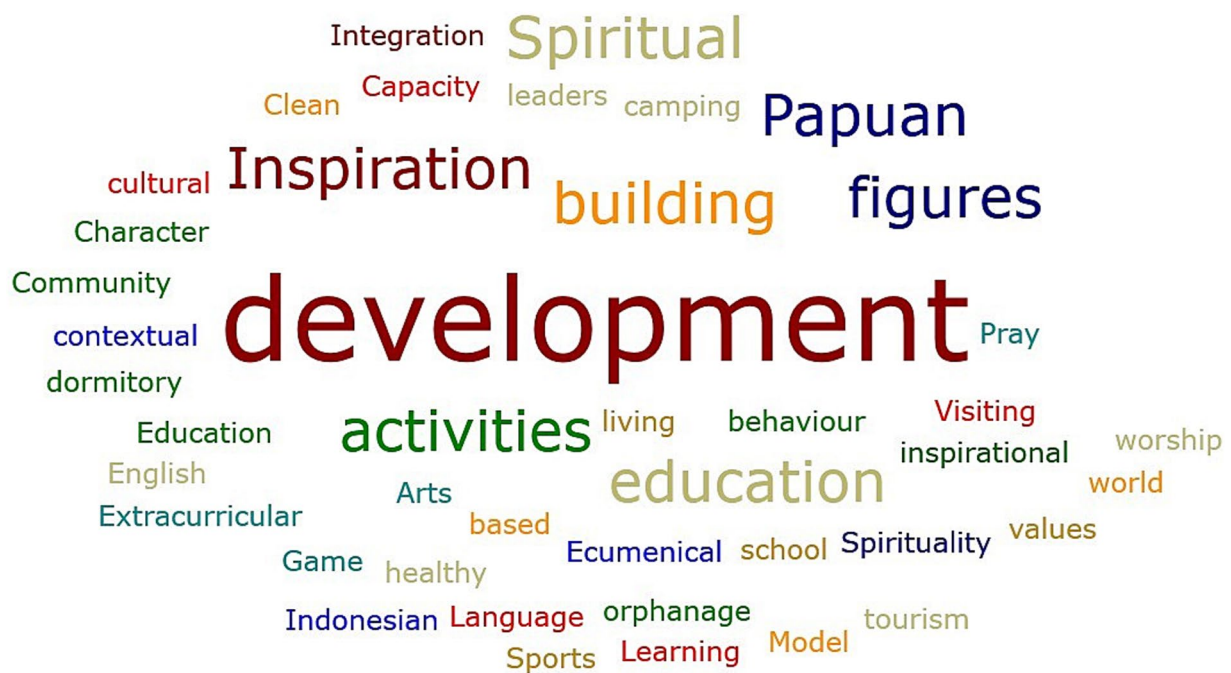 Integration
Spiritual
Clean
Capacity
leaders
camping
Papuan
cultural
Inspiration
building
figures
Character
Community
development
contextual
Pray
dormitory
Education
activities
living
behaviour
Visiting
inspirational
worship
English
Arts
education
world
Extracurricular
based
Ecumenical
school
Spirituality
values
Game
healthy
Indonesian
Language
orphanage
tourism
Sports
Learning
Model